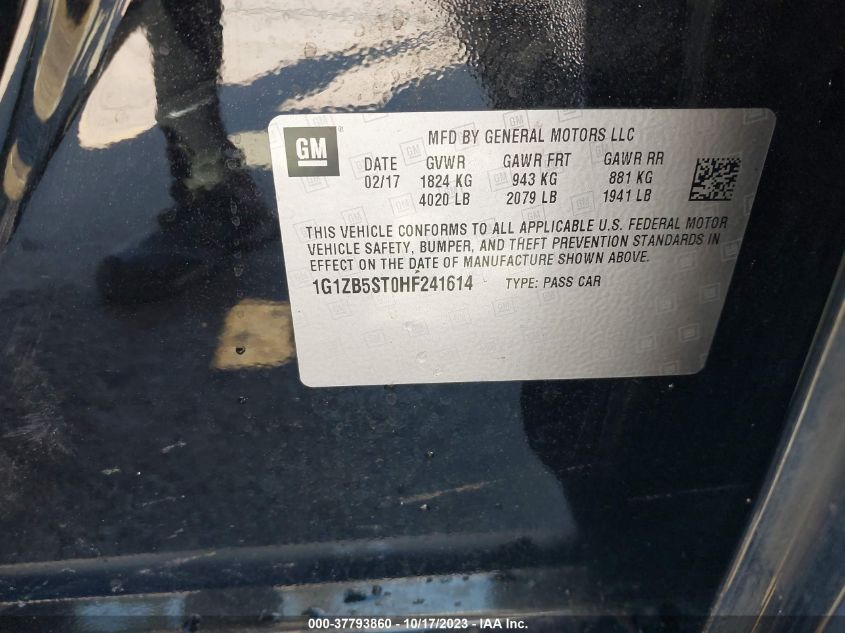 GM
®
MFD BY GENERAL MOTORS LLC
DATE GVWR GAWR FRT GAWR RR
02/17 1824 KG 943 KG 881 KG
4020 LB 2079 LB 1941 LB
THIS VEHICLE CONFORMS TO ALL APPLICABLE U.S. FEDERAL MOTOR
VEHICLE SAFETY, BUMPER, AND THEFT PREVENTION STANDARDS IN
EFFECT ON THE DATE OF MANUFACTURE SHOWN ABOVE.
1G1ZB5ST0HF241614 TYPE: PASS CAR
000-37793860 - 10/17/2023 - IAA Inc.